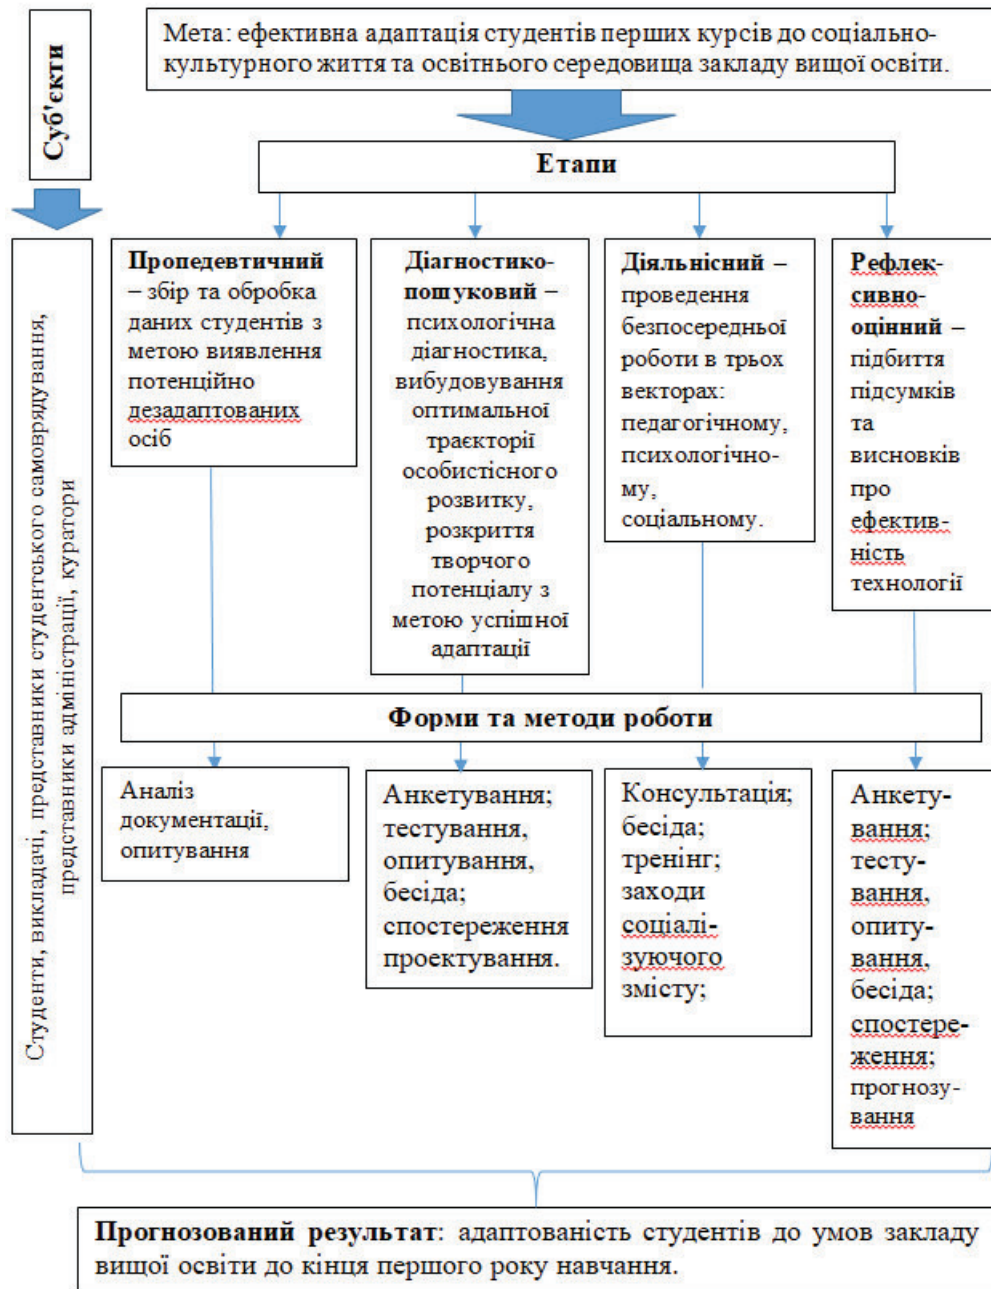 Мета: ефективна адаптація студентів перших курсів до соціально-
культурного життя та освітнього середовища закладу вищої освіти.
Суб'єкти
Етапи
Студенти, викладачі, представники студентського самоврядування,
представники адміністрації, куратори
Пропедевтичний
– збір та обробка
даних студентів з
метою виявлення
потенційно
дезадаптованих
осіб
Діагностико-
пошуковий –
психологічна
діагностика,
вибудовування
оптимальної
траєкторії
особистісного
розвитку,
розкриття
творчого
потенціалу з
метою успішної
адаптації
Діяльнісний –
проведення
безпосередньої
роботи в трьох
векторах:
педагогічному,
психологічно-
му,
соціальному.
Рефлек-
сивно-
оцінний –
підбиття
підсумків
та
висновків
про
ефектив-
ність
технології
Форми та методи роботи
Аналіз
документації,
опитування
Анкетування;
тестування,
опитування,
бесіда;
спостереження
проектування.
Консультація;
бесіда;
тренінг;
заходи
соціалі-
зуючого
змісту;
Анкету-
вання;
тесту-
вання,
опиту-
вання,
бесіда;
спостере-
ження;
прогнозу-
вання
Прогнозований результат: адаптованість студентів до умов закладу
вищої освіти до кінця першого року навчання.